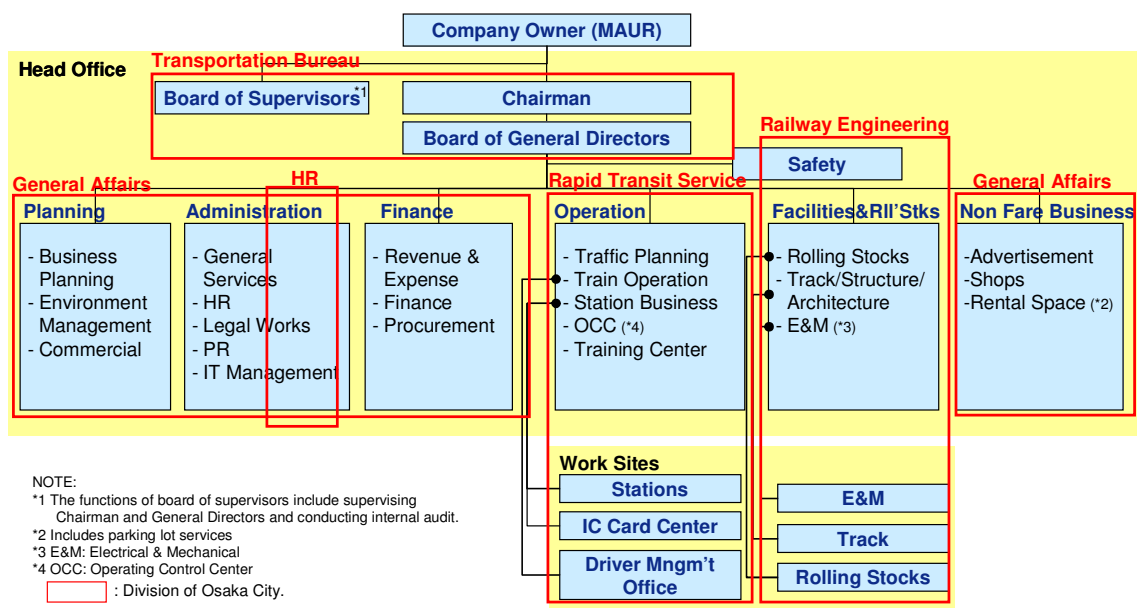 Company Owner (MAUR)
Head Office
Transportation Bureau
Board of Supervisors*1
Chairman
Board of General Directors
Railway Engineering
Safety
General Affairs
HR
Rapid Transit Service
General Affairs
Planning
- Business
Planning
- Environment
Management
- Commercial
Administration
- General
Services
- HR
- Legal Works
- PR
- IT Management
Finance
- Revenue &
Expense
- Finance
- Procurement
Operation
- Traffic Planning
- Train Operation
- Station Business
- OCC (*4)
- Training Center
Facilities&Rll'Stks
- Rolling Stocks
- Track/Structure/
Architecture
- E&M (*3)
Non Fare Business
-Advertisement
-Shops
-Rental Space (*2)
Work Sites
Stations
IC Card Center
Driver Mngm't
Office
E&M
Track
Rolling Stocks
NOTE:
*1 The functions of board of supervisors include supervising
Chairman and General Directors and conducting internal audit.
*2 Includes parking lot services
*3 E&M: Electrical & Mechanical
*4 OCC: Operating Control Center
: Division of Osaka City.